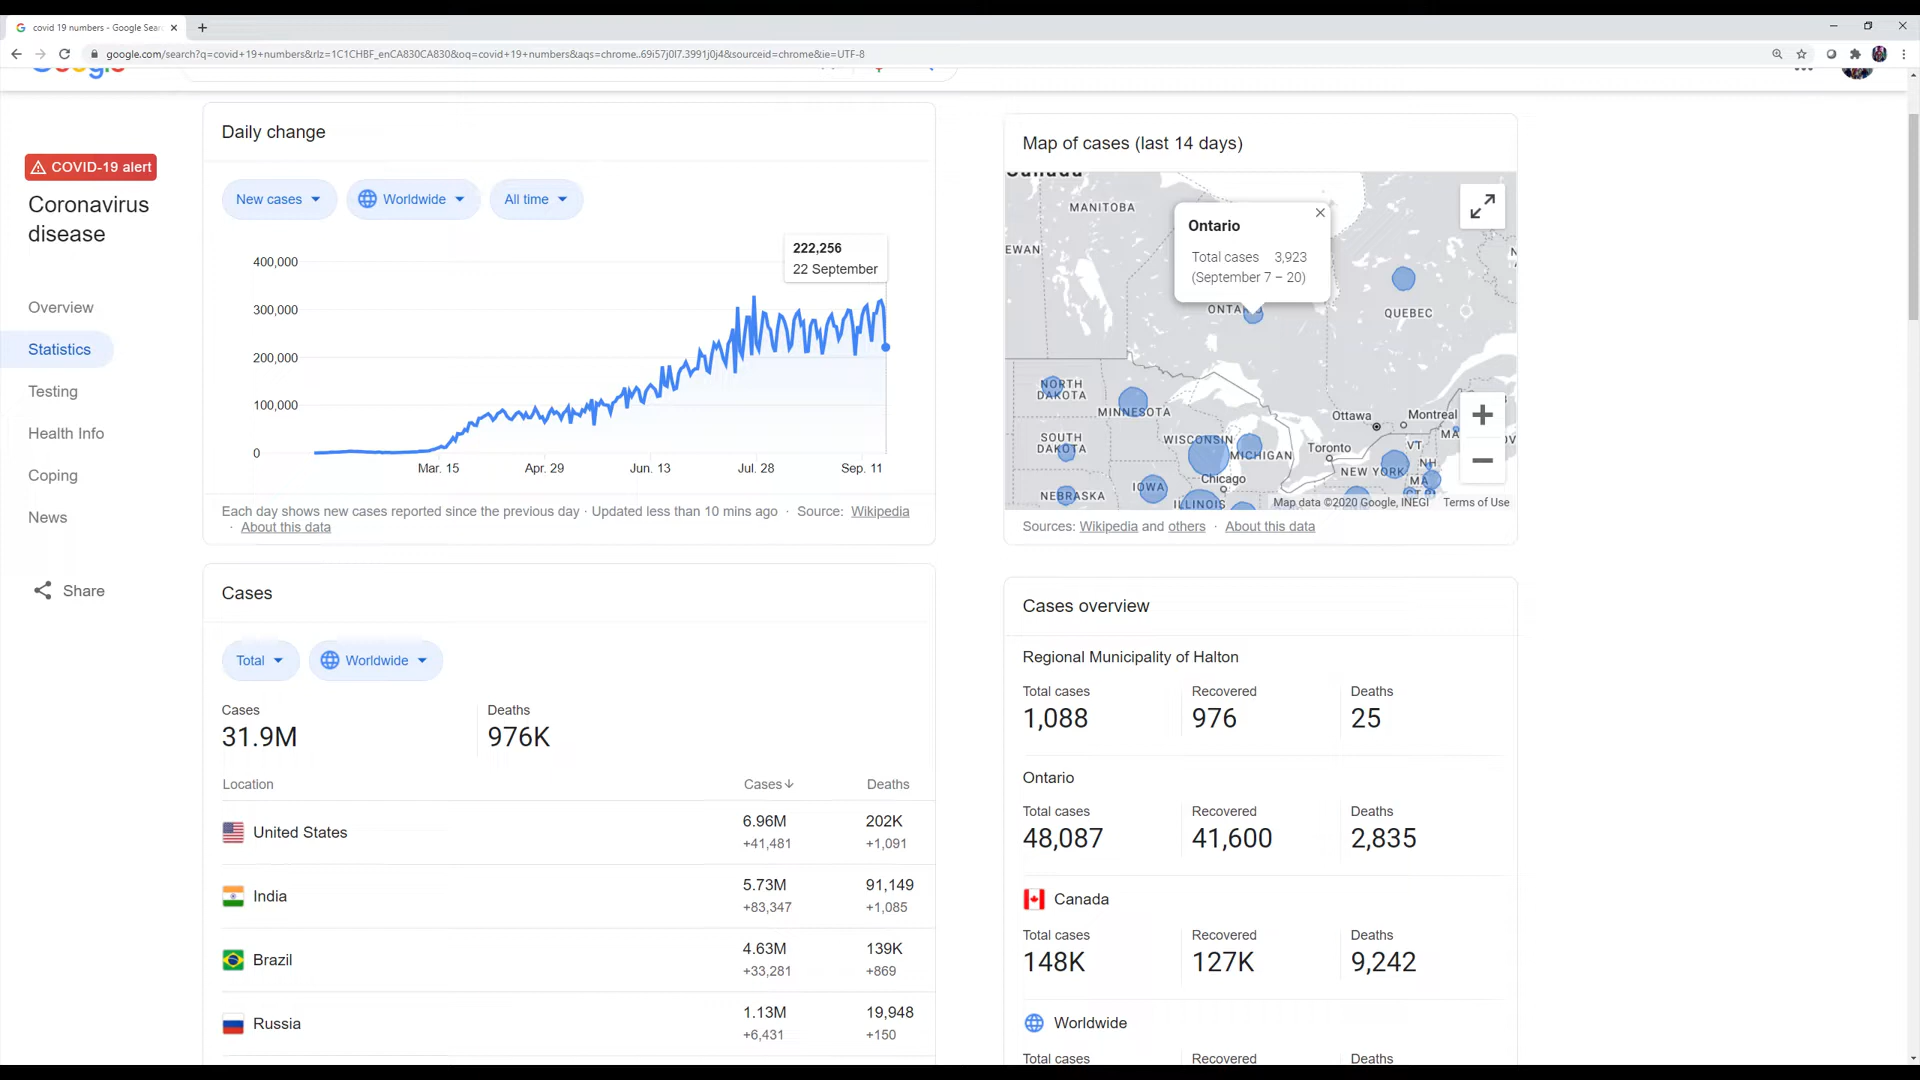 covid 19 numbers - Google Sear
google.com/search?q=covid+19+numbers&rlz=1C1CHBF_enCA830CA830&oq=covid+19+numbers&aqs=chrome..69i57j0l7.3991j0j4&sourceid=chrome&ie=UTF-8
COVID-19 alert
Coronavirus
disease
Overview
Statistics
Testing
Health Info
Coping
News
Share
Daily change
New cases
Worldwide
All time
222,256
22 September
400,000
300,000
200,000
100,000
0
Mar. 15
Apr. 29
Jun. 13
Jul. 28
Sep. 11
Each day shows new cases reported since the previous day · Updated less than 10 mins ago · Source: Wikipedia
· About this data
Map of cases (last 14 days)
Canada
MANITOBA
EWAN
Ontario
Total cases 3,923
(September 7 – 20)
ONTA
QUEBEC
NORTH
DAKOTA
MINNESOTA
Ottawa
Montreal
SOUTH
DAKOTA
WISCONSIN
MICHIGAN
Toronto
VT
MA
NH
NEW YORK
MA
CT
Chicago
IOWA
NEBRASKA
ILLINOIS
Map data ©2020 Google, INEGI Terms of Use
Sources: Wikipedia and others · About this data
Cases
Total
Worldwide
Cases
31.9M
Deaths
976K
Location Cases Deaths
United States 6.96M 202K
+41,481 +1,091
India 5.73M 91,149
+83,347 +1,085
Brazil 4.63M 139K
+33,281 +869
Russia 1.13M 19,948
+6,431 +150
Cases overview
Regional Municipality of Halton
Total cases Recovered Deaths
1,088 976 25
Ontario
Total cases Recovered Deaths
48,087 41,600 2,835
Canada
Total cases Recovered Deaths
148K 127K 9,242
Worldwide
Total cases Recovered Deaths